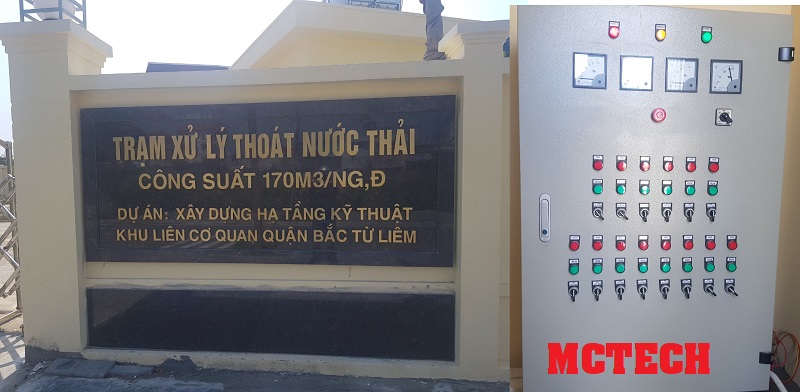 TRẠM XỬ LÝ THOÁT NƯỚC THẢI
CÔNG SUẤT 170M3/NG,Đ
DỰ ÁN: XÂY DỰNG HẠ TẦNG KỸ THUẬT
KHU LIÊN CƠ QUAN QUẬN BẮC TỪ LIÊM
MCTECH